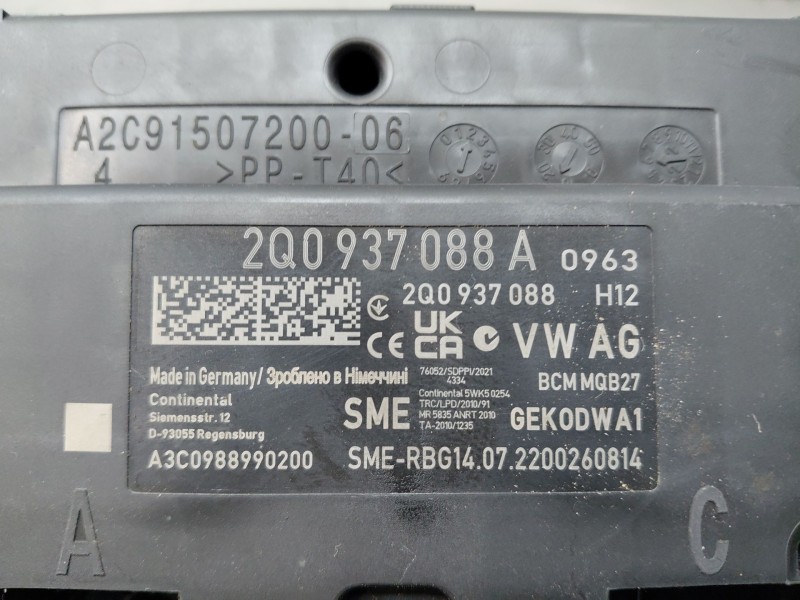 A2C91507200-06
4 >PP-T40<
2Q0 937 088 A 0963
2Q0 937 088 H12
CE UK CA VW AG
76052/SDPPI/2021
4334
Made in Germany/Зроблено в Німеччині
BCM MQB27
Continental
Siemensstr. 12
D-93055 Regensburg
SME
Continental 5WK5 0254
TRC/LPD/2010/91
MR 5835 ANRT 2010
TA-2010/1235
GEK0DWA1
A3C0988990200 SME-RBG14.07.2200260814
A C